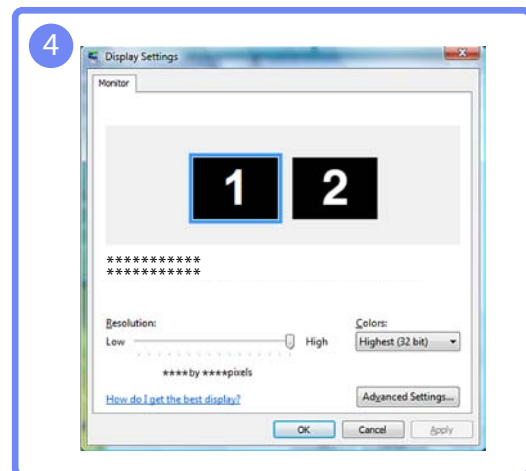 4
Display Settings
Monitor
1 2
***********
***********
Resolution: Colors:
Low High Highest (32 bit)
****by ****pixels
How do I get the best display? Advanced Settings...
OK Cancel Apply